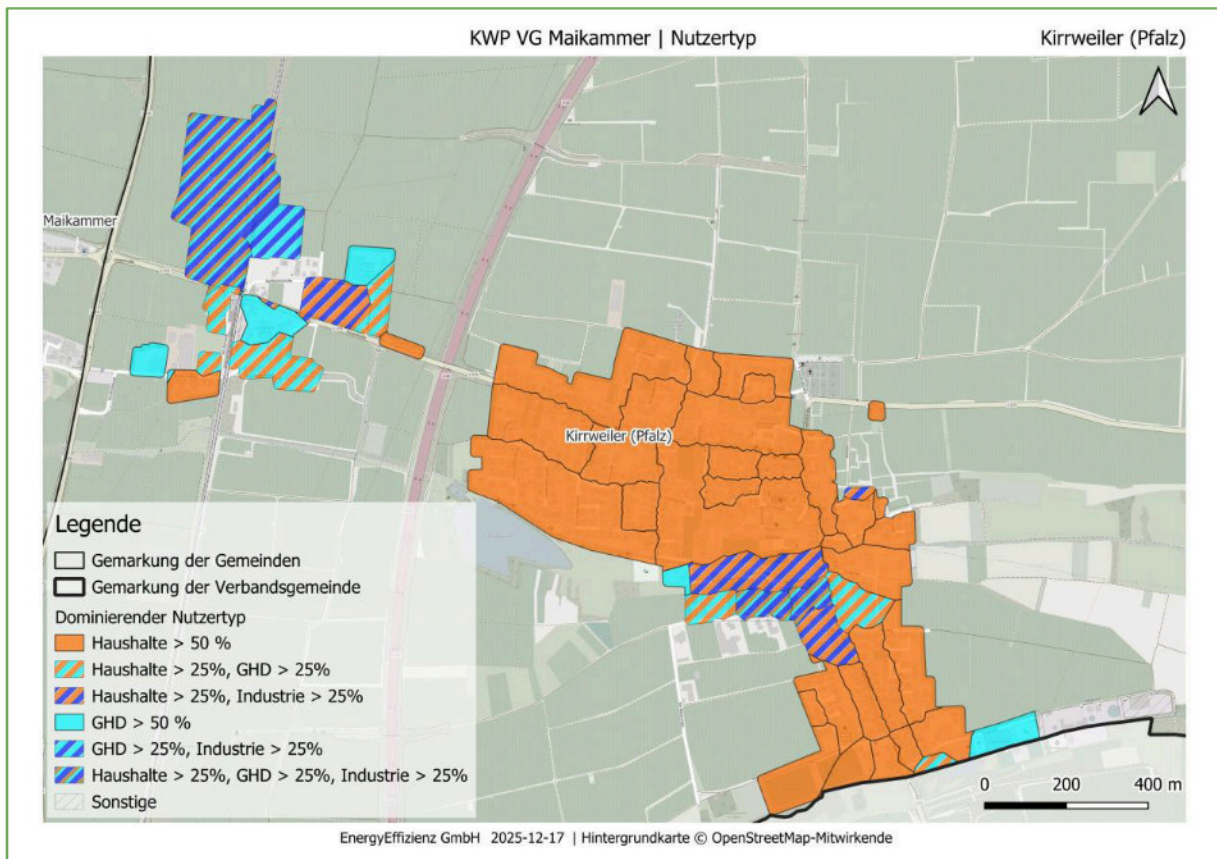 KWP VG Maikammer | Nutzertyp
Kirrweiler (Pfalz)
Maikammer
Kirrweiler (Pfalz)
Legende
Gemarkung der Gemeinden
Gemarkung der Verbandsgemeinde
Dominierender Nutzertyp
Haushalte > 50 %
Haushalte > 25%, GHD > 25%
Haushalte > 25%, Industrie > 25%
GHD > 50 %
GHD > 25%, Industrie > 25%
Haushalte > 25%, GHD > 25%, Industrie > 25%
Sonstige
0 200 400 m
EnergyEffizienz GmbH 2025-12-17 | Hintergrundkarte © OpenStreetMap-Mitwirkende